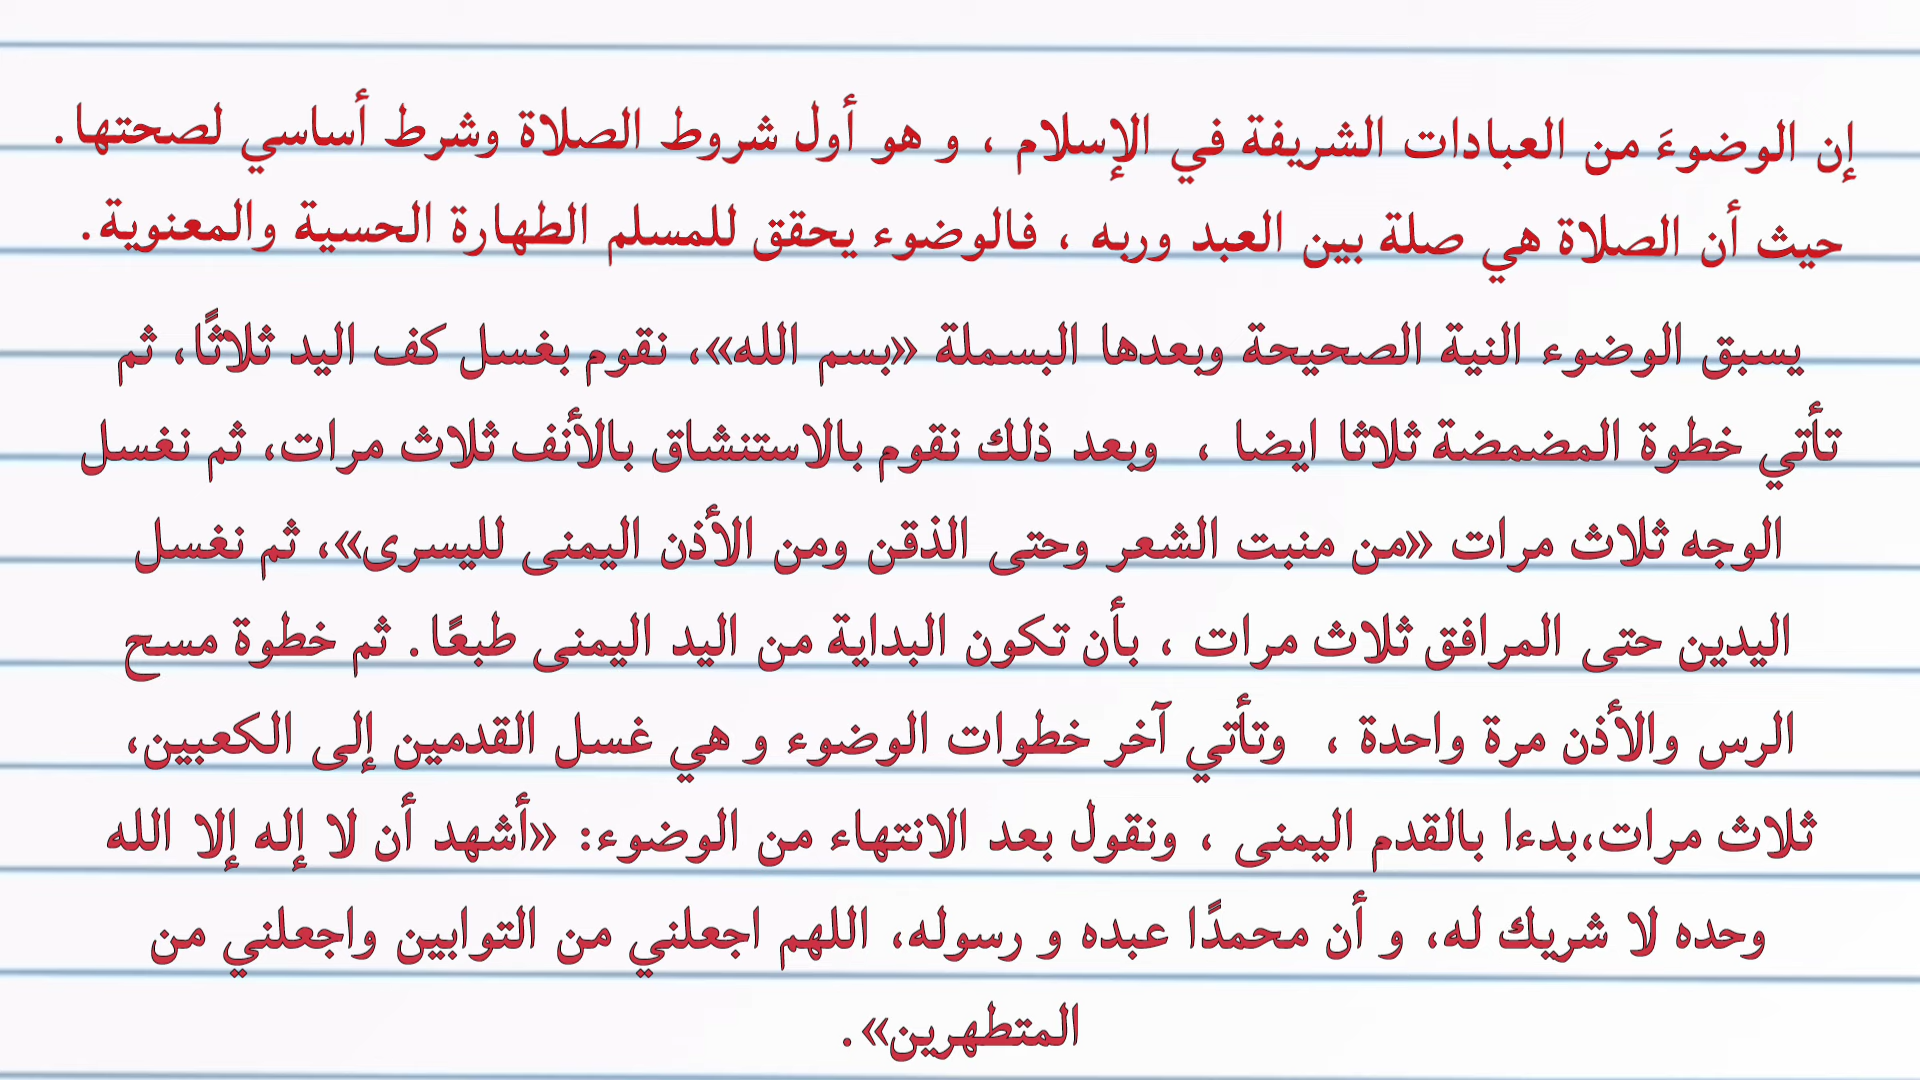 إن الوضوءَ من العبادات الشريفة في الإسلام ، و هو أول شروط الصلاة وشرط أساسي لصحتها.
حيث أن الصلاة هي صلة بين العبد وربه ، فالوضوء يحقق للمسلم الطهارة الحسية والمعنوية.
يسبق الوضوء النية الصحيحة وبعدها البسملة «بسم الله»، نقوم بغسل كف اليد ثلاثًا، ثم
تأتي خطوة المضمضة ثلاثا ايضا ، وبعد ذلك نقوم بالاستنشاق بالأنف ثلاث مرات، ثم نغسل
الوجه ثلاث مرات «من منبت الشعر وحتى الذقن ومن الأذن اليمنى لليسرى»، ثم نغسل
اليدين حتى المرافق ثلاث مرات ، بأن تكون البداية من اليد اليمنى طبعًا. ثم خطوة مسح
الرس والأذن مرة واحدة ، وتأتي آخر خطوات الوضوء و هي غسل القدمين إلى الكعبين،
ثلاث مرات،بدءا بالقدم اليمنى ، ونقول بعد الانتهاء من الوضوء: «أشهد أن لا إله إلا الله
وحده لا شريك له، و أن محمدًا عبده و رسوله، اللهم اجعلني من التوابين واجعلني من
المتطهرين».